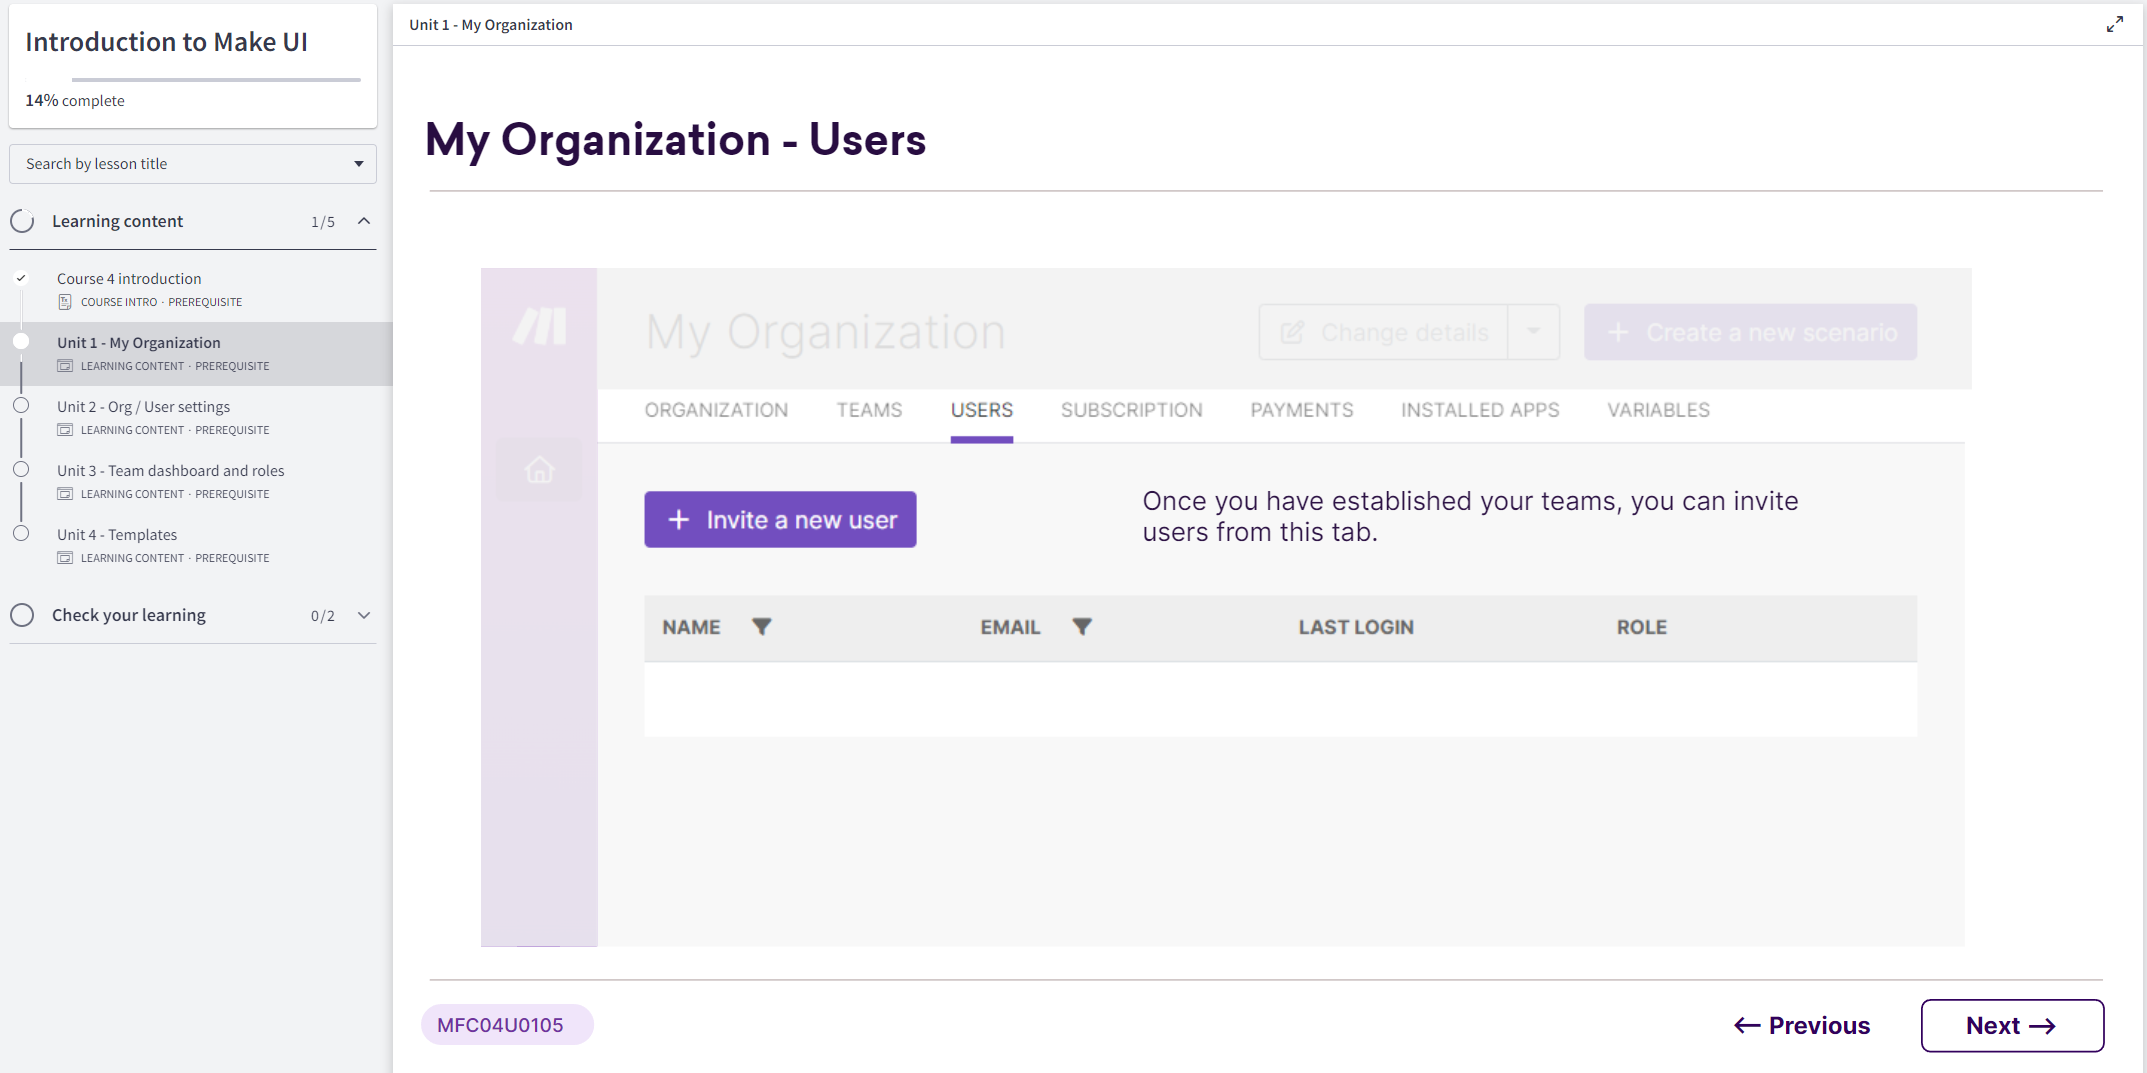 Introduction to Make UI
14% complete
Search by lesson title
Learning content 1/5
Course 4 introduction
COURSE INTRO · PREREQUISITE
Unit 1 - My Organization
LEARNING CONTENT · PREREQUISITE
Unit 2 - Org / User settings
LEARNING CONTENT · PREREQUISITE
Unit 3 - Team dashboard and roles
LEARNING CONTENT · PREREQUISITE
Unit 4 - Templates
LEARNING CONTENT · PREREQUISITE
Check your learning 0/2
Unit 1 - My Organization
My Organization - Users
My Organization
Change details
+ Create a new scenario
ORGANIZATION TEAMS USERS SUBSCRIPTION PAYMENTS INSTALLED APPS VARIABLES
+ Invite a new user
Once you have established your teams, you can invite
users from this tab.
NAME EMAIL LAST LOGIN ROLE
MFC04U0105
← Previous
Next →